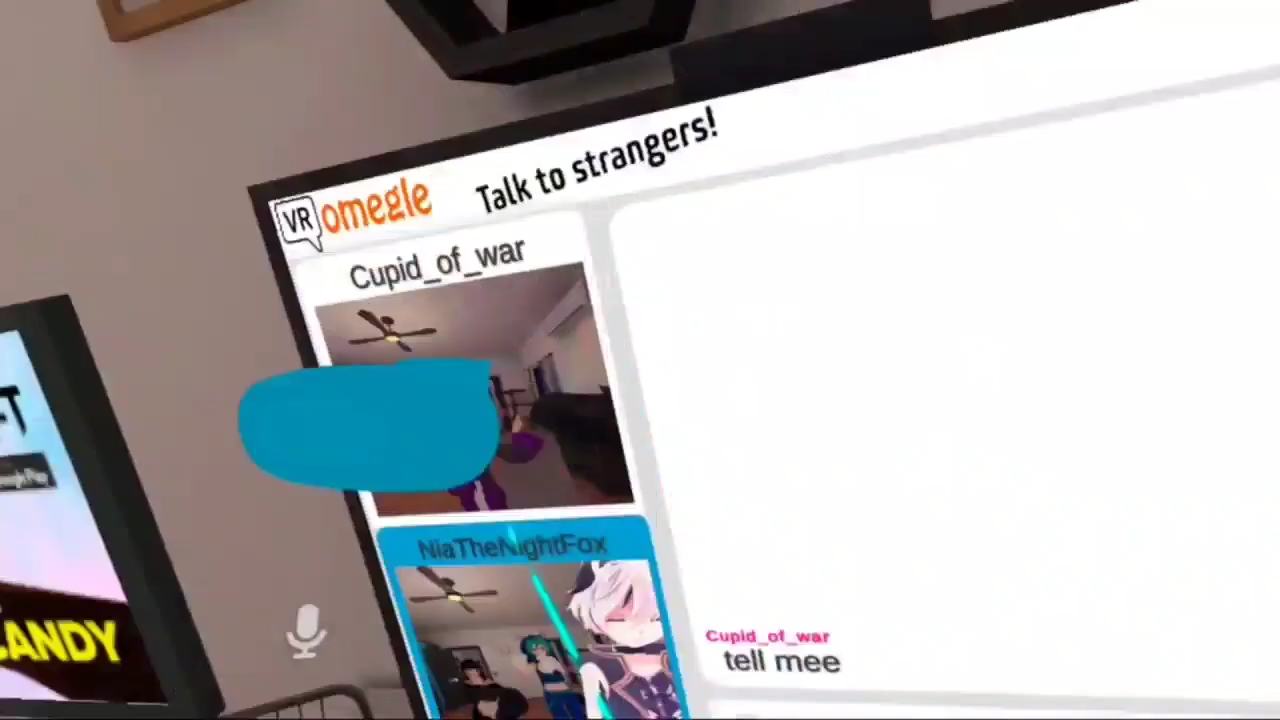 VR omegle
Talk to strangers!
Cupid_of_war
NiaTheNightFox
Cupid_of_war
tell mee
CANDY